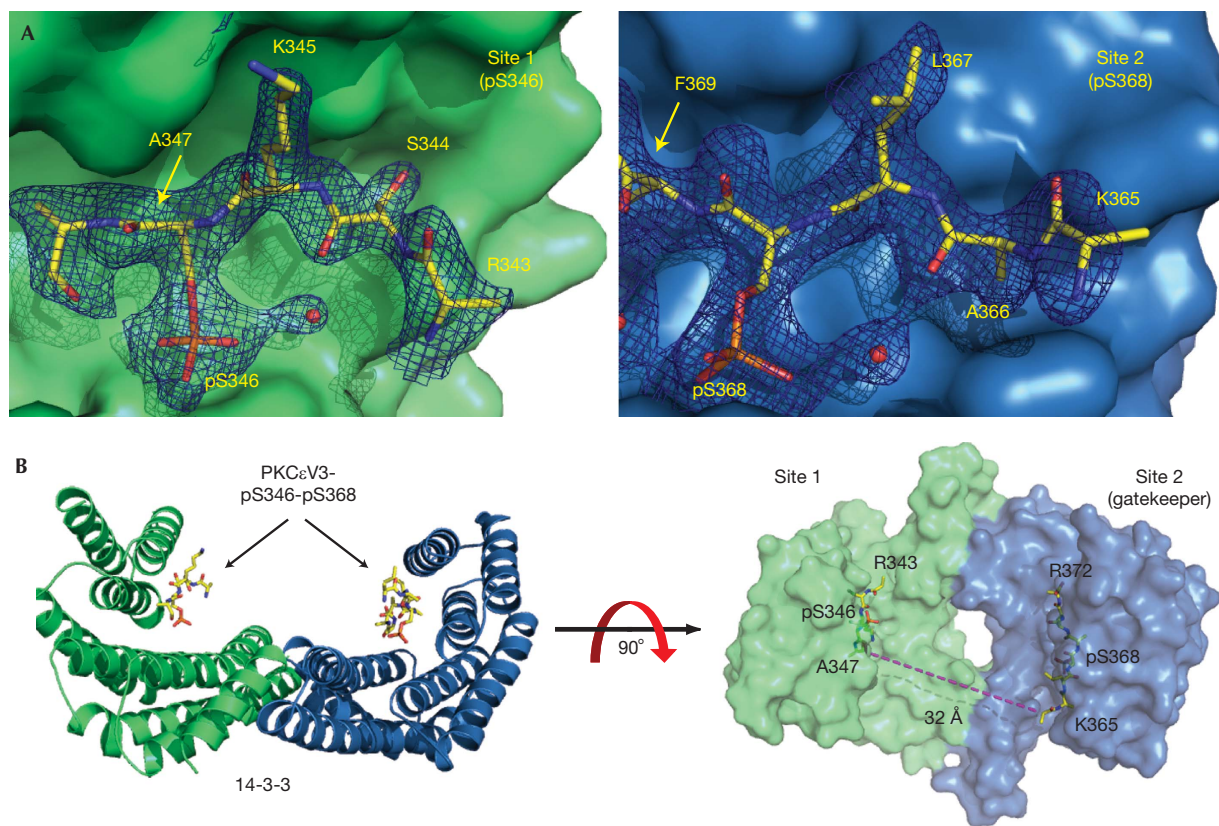 A
K345
Site 1
(pS346)
A347
S344
R343
pS346
L367
Site 2
(pS368)
F369
K365
A366
pS368
B
PKCεV3-
pS346-pS368
14-3-3
90°
Site 1
Site 2
(gatekeeper)
R343
R372
pS346
pS368
A347
32 Å
K365